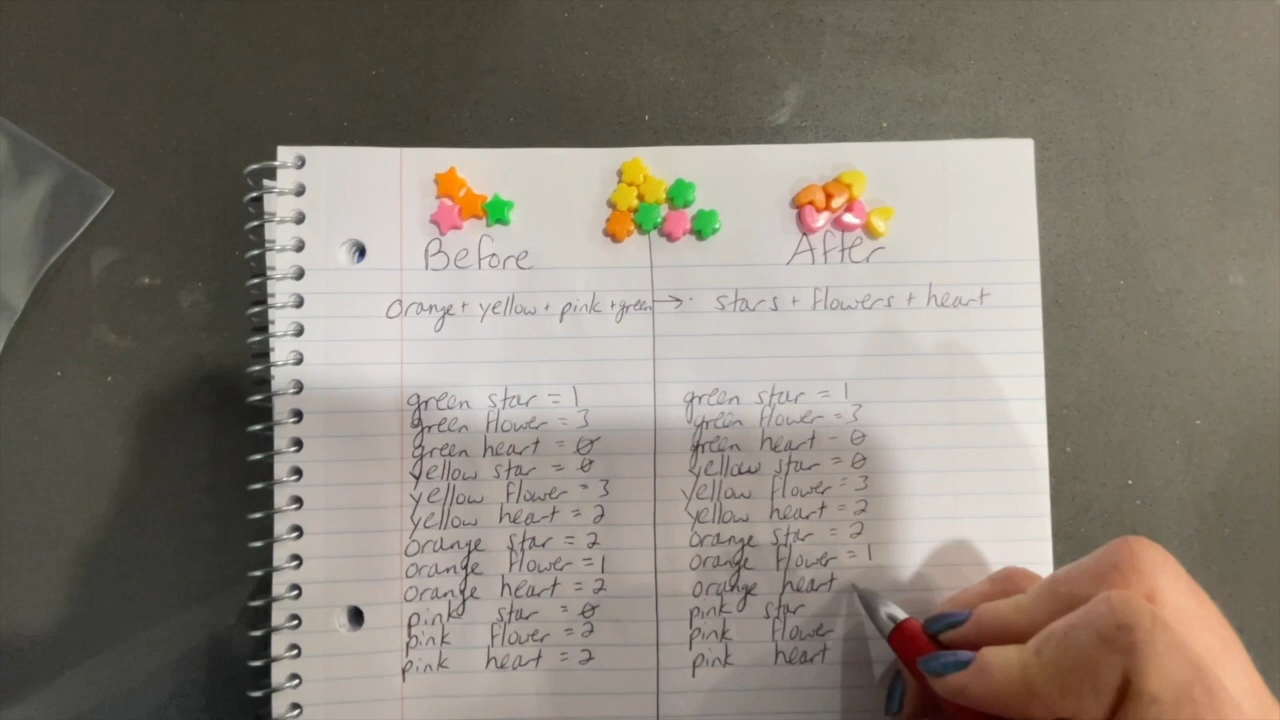 Before After
Orange + yellow + pink + green → stars + flowers + heart
green star = 1 green star = 1
green flower = 3 green flower = 3
green heart = 0 green heart = 0
yellow star = 0 yellow star = 0
yellow flower = 3 yellow flower = 3
yellow heart = 2 yellow heart = 2
orange star = 2 orange star = 2
orange flower = 1 orange flower = 1
orange heart = 2 orange heart
pink star = 0 pink star
pink flower = 2 pink flower
pink heart = 2 pink heart